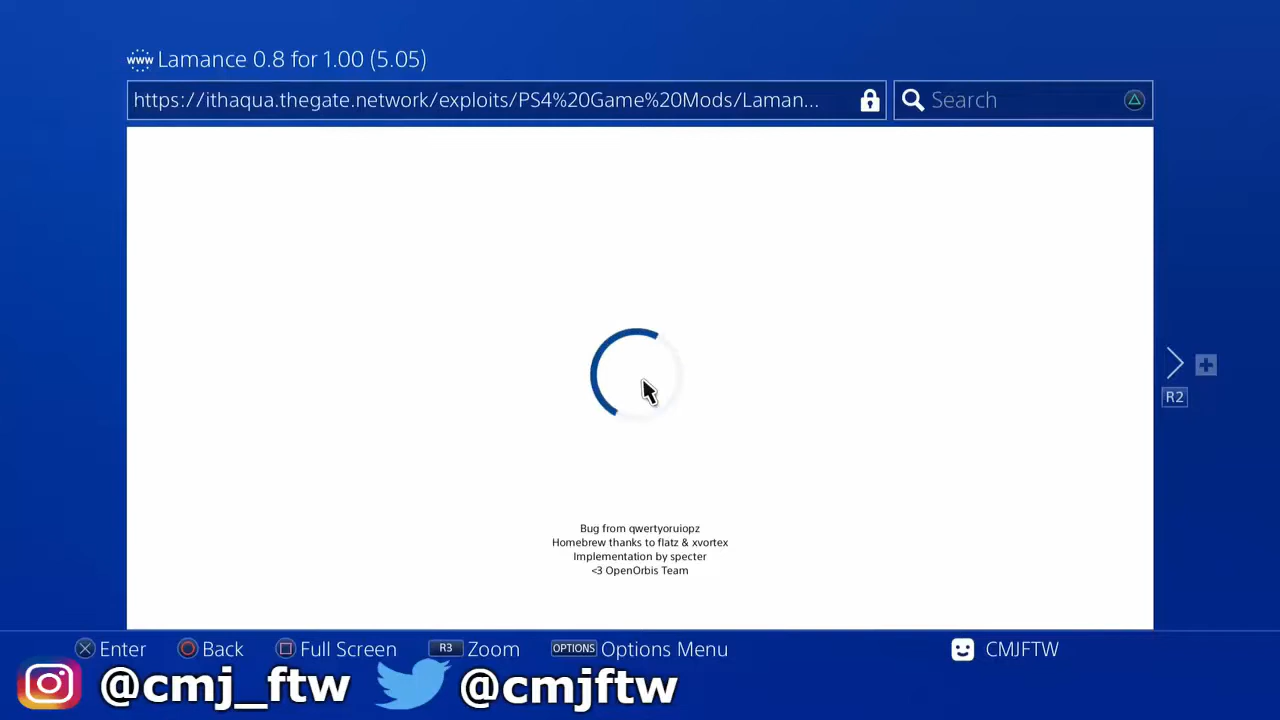 www Lamance 0.8 for 1.00 (5.05)
https://ithaqua.thegate.network/exploits/PS4%20Game%20Mods/Laman... Search
R2
Bug from qwertyoruiopz
Homebrew thanks to flatz & xvortex
Implementation by specter
<3 OpenOrbis Team
Enter Back Full Screen R3 Zoom OPTIONS Options Menu CMJFTW
@cmj_ftw @cmjftw